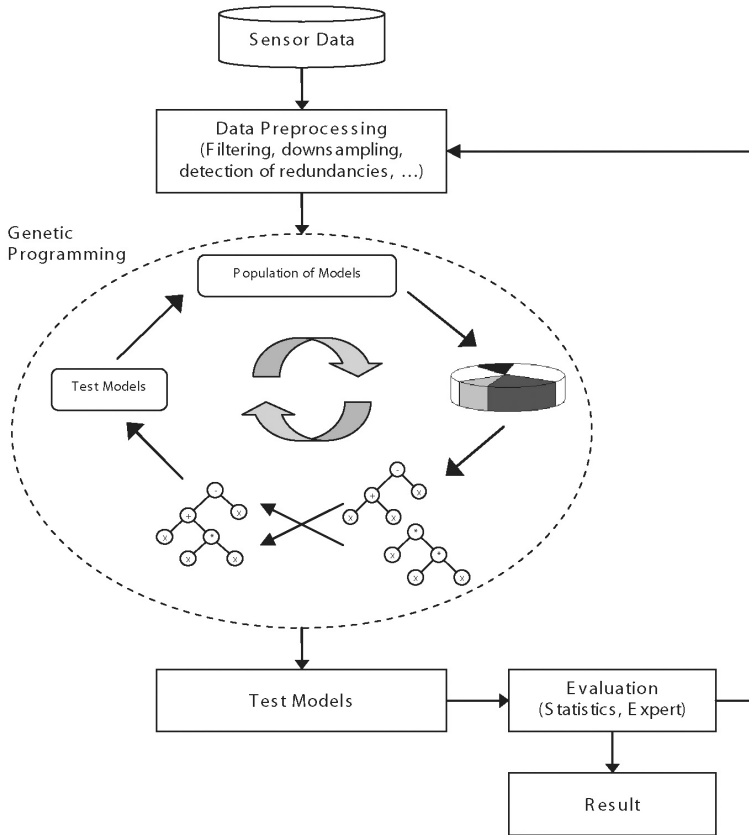 Sensor Data
Data Preprocessing
(Filtering, downsampling,
detection of redundancies, …)
Genetic
Programming
Population of Models
Test Models
-
+
x
x
x
-
+
x
x
*
x
x
*
x
*
x
x
Test Models
Evaluation
(Statistics, Expert)
Result